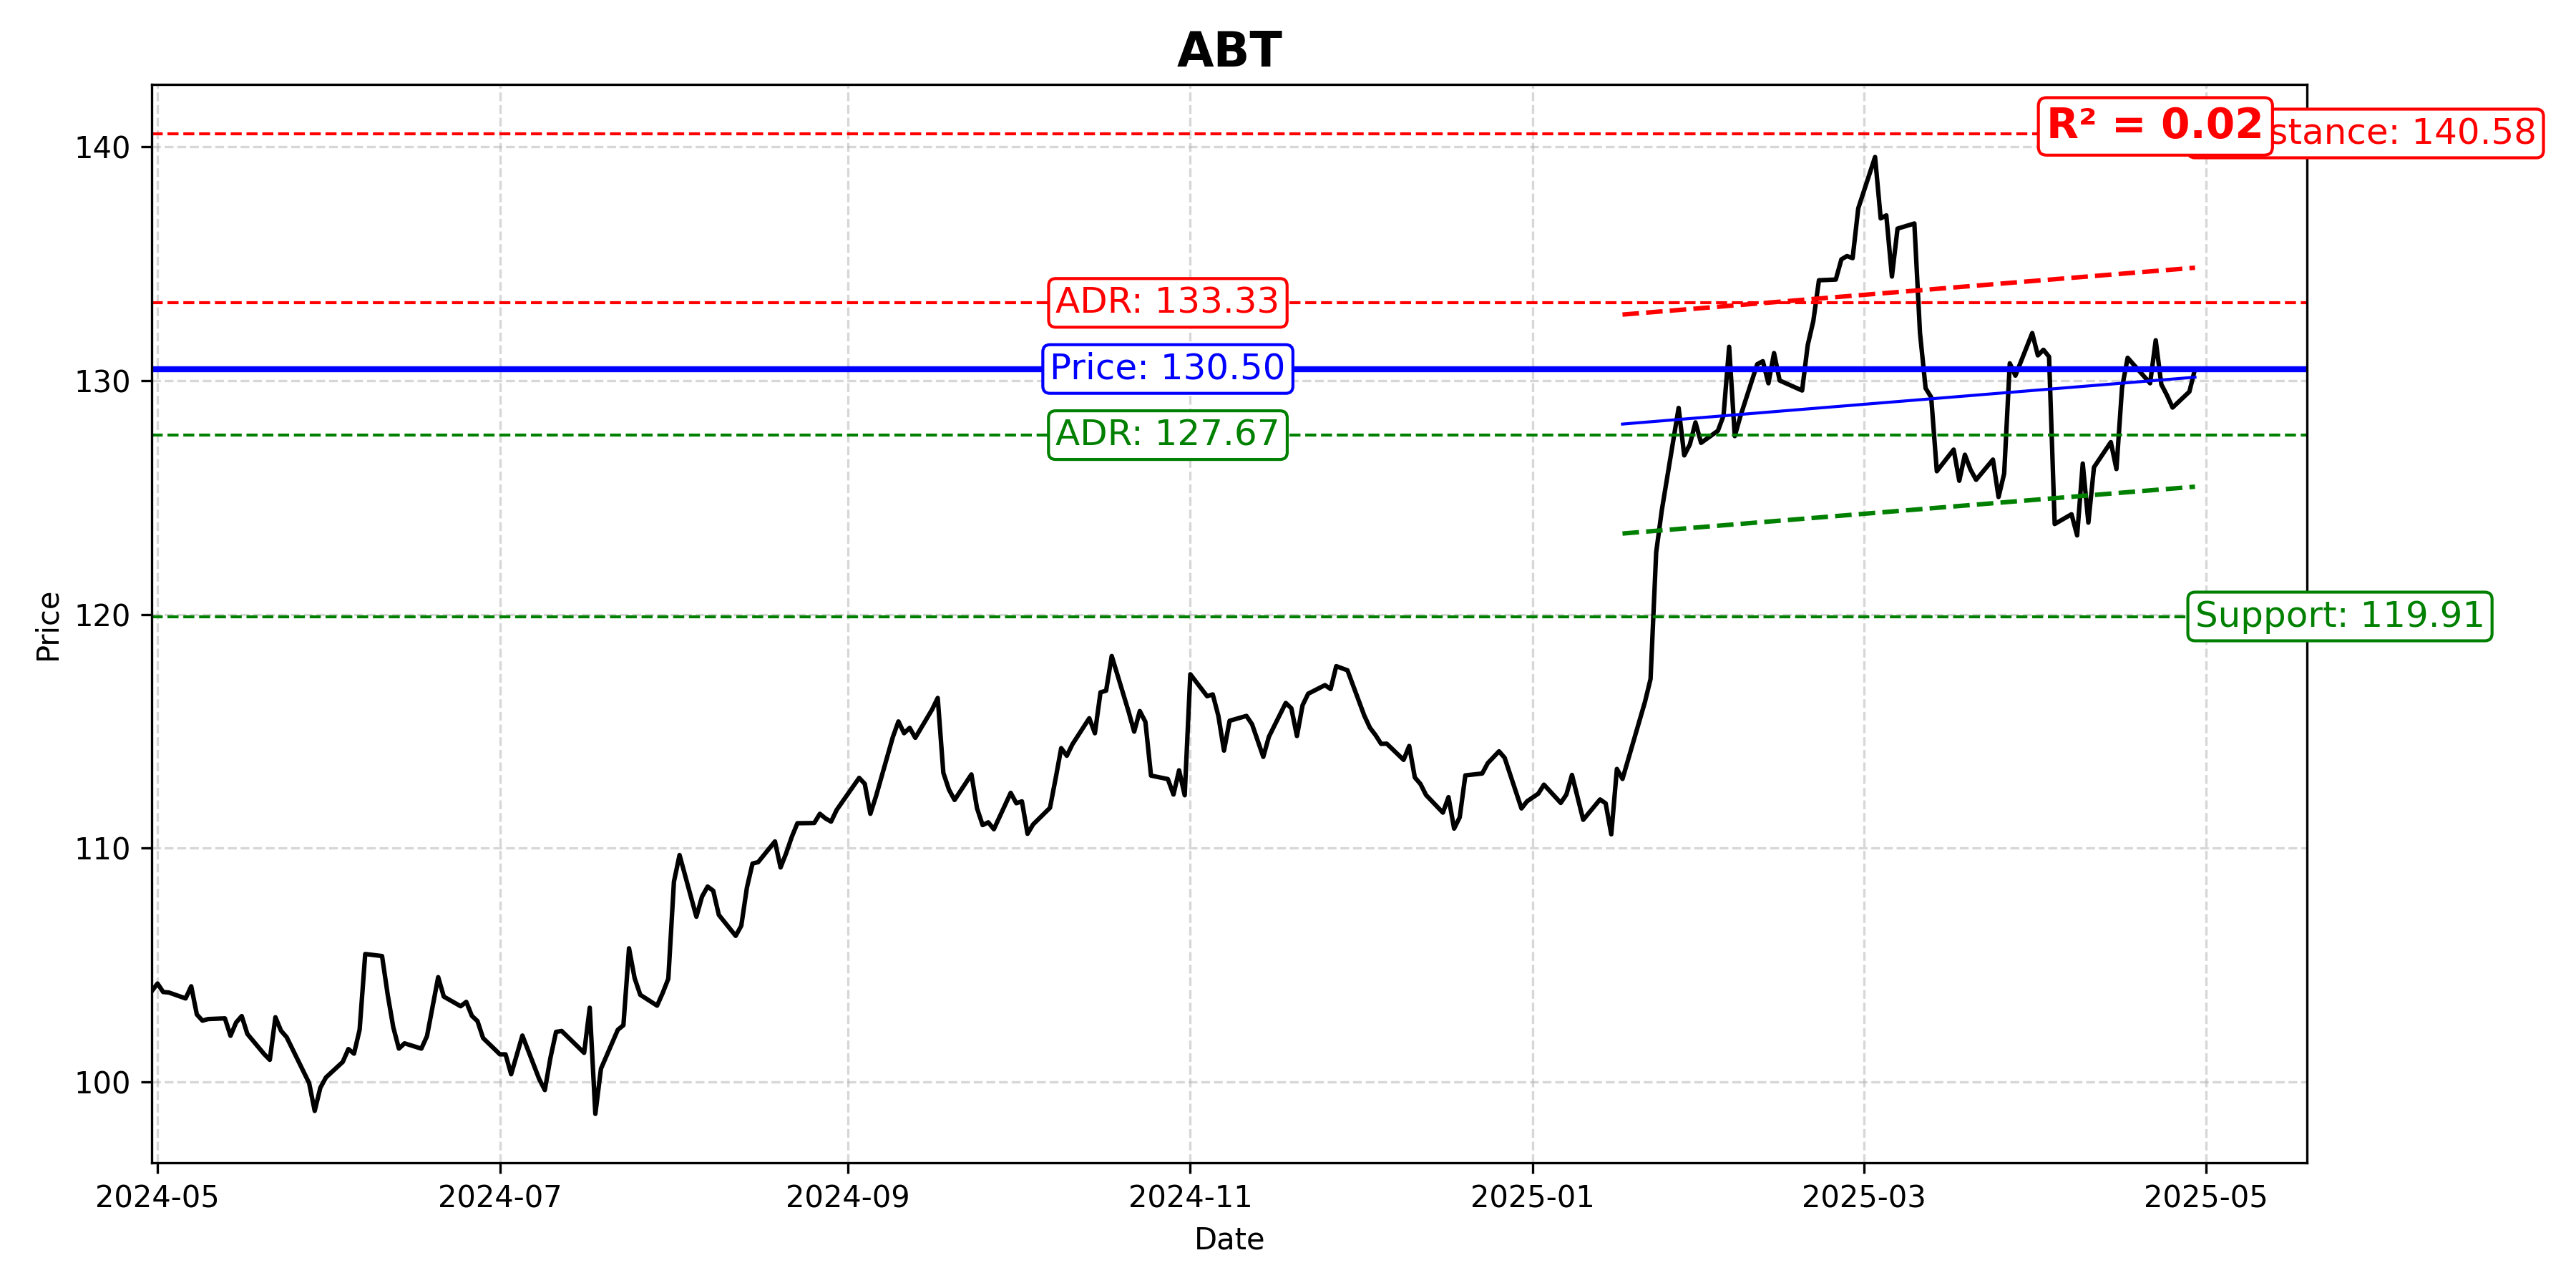 ABT
R² = 0.02
stance: 140.58
140
ADR: 133.33
Price: 130.50
130
ADR: 127.67
120
Support: 119.91
Price
110
100
2024-05
2024-07
2024-09
2024-11
2025-01
2025-03
2025-05
Date